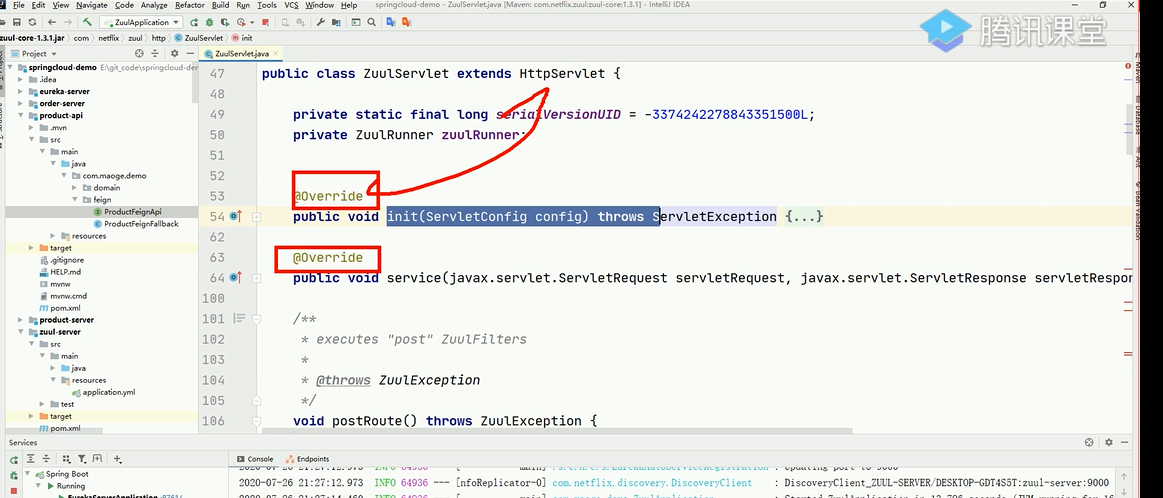 File Edit View Navigate Code Analyze Refactor Build Run Tools VCS Window Help springcloud-demo - ZuulServlet.java [Maven: com.netflix.zuul:zuul-core:1.3.1] - IntelliJ IDEA
ZuulApplication
zuul-core-1.3.1.jar com netflix zuul http ZuulServlet init
腾讯课堂
Project
ZuulServlet.java
springcloud-demo E:\git_code\springcloud-der
.idea
eureka-server
order-server
product-api
.mvn
src
main
java
com.maoge.demo
domain
feign
ProductFeignApi
ProductFeignFallback
resources
target
.gitignore
HELP.md
mvnw
mvnw.cmd
pom.xml
product-server
zuul-server
src
main
java
resources
application.yml
test
target
pom.xml
47 public class ZuulServlet extends HttpServlet {
48
49 private static final long serialVersionUID = -3374242278843351500L;
50 private ZuulRunner zuulRunner;
51
52
53 @Override
54 public void init(ServletConfig config) throws ServletException {...}
62
63 @Override
64 public void service(javax.servlet.ServletRequest servletRequest, javax.servlet.ServletResponse servletRespon
100
101 /**
102 * executes "post" ZuulFilters
103 *
104 * @throws ZuulException
105 */
106 void postRoute() throws ZuulException {
Maven
Database
Ant
Bean Validation
Services
Console Endpoints
Spring Boot
Running
2020-07-26 21:27:12.973 INFO 64936 --- [nfoReplicator-0] com.netflix.discovery.DiscoveryClient : DiscoveryClient_ZUUL-SERVER/DESKTOP-GDT4S5T:zuul-server:9000